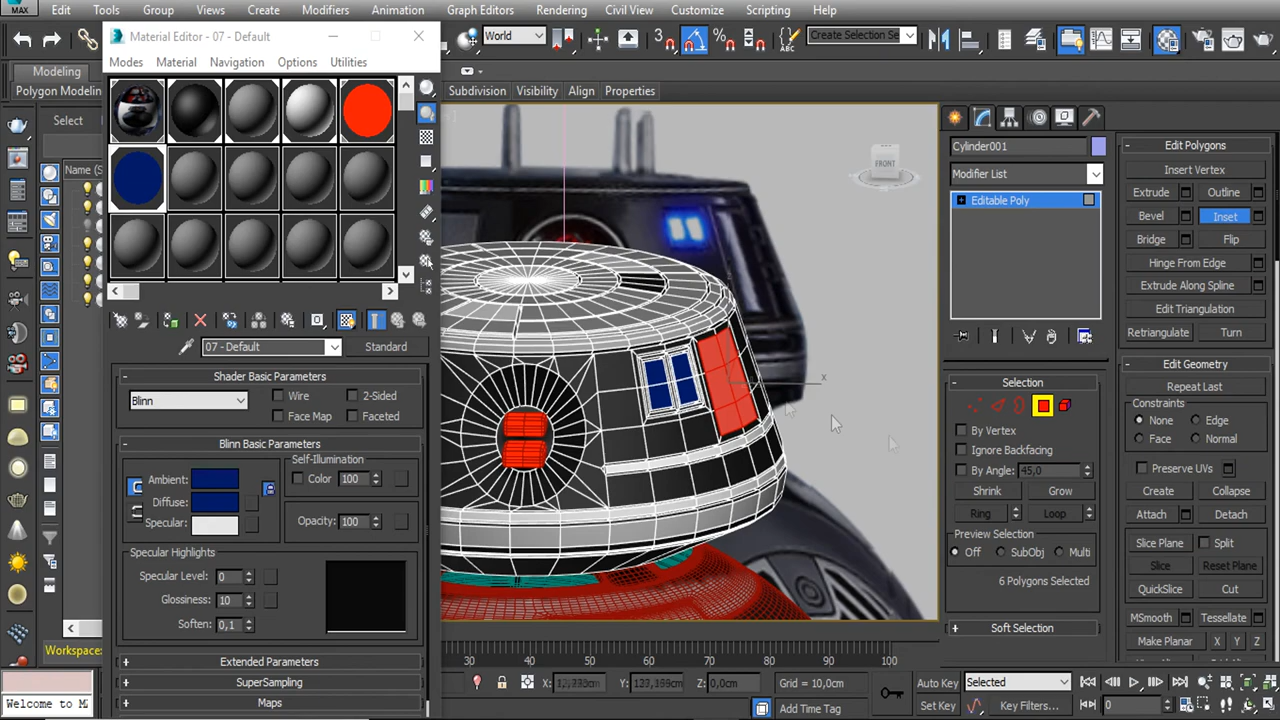 MAX Edit Tools Group Views Create Modifiers Animation Graph Editors Rendering Civil View Customize Scripting Help
World
Create Selection Se
Modeling
Polygon Modelin
Subdivision Visibility Align Properties
Select
Name (S
Material Editor - 07 - Default
Modes Material Navigation Options Utilities
07 - Default Standard
Shader Basic Parameters
Blinn
Wire 2-Sided
Face Map Faceted
Blinn Basic Parameters
Self-Illumination
Ambient: Color 100
Diffuse:
Specular: Opacity: 100
Specular Highlights
Specular Level: 0
Glossiness: 10
Soften: 0,1
Extended Parameters
SuperSampling
Maps
Workspace:
FRONT
x
Cylinder001
Modifier List
Editable Poly
Selection
By Vertex
Ignore Backfacing
By Angle: 45,0
Shrink Grow
Ring Loop
Preview Selection
Off SubObj Multi
6 Polygons Selected
Soft Selection
Edit Polygons
Insert Vertex
Extrude Outline
Bevel Inset
Bridge Flip
Hinge From Edge
Extrude Along Spline
Edit Triangulation
Retriangulate Turn
Edit Geometry
Repeat Last
Constraints
None Edge
Face Normal
Preserve UVs
Create Collapse
Attach Detach
Slice Plane Split
Slice Reset Plane
QuickSlice Cut
MSmooth Tessellate
Make Planar X Y Z
30 40 50 60 70 80 90 100
Welcome to M
X: Y: Z: 0,0cm Grid = 10,0cm
Add Time Tag
Auto Key Selected
Set Key Key Filters... 0